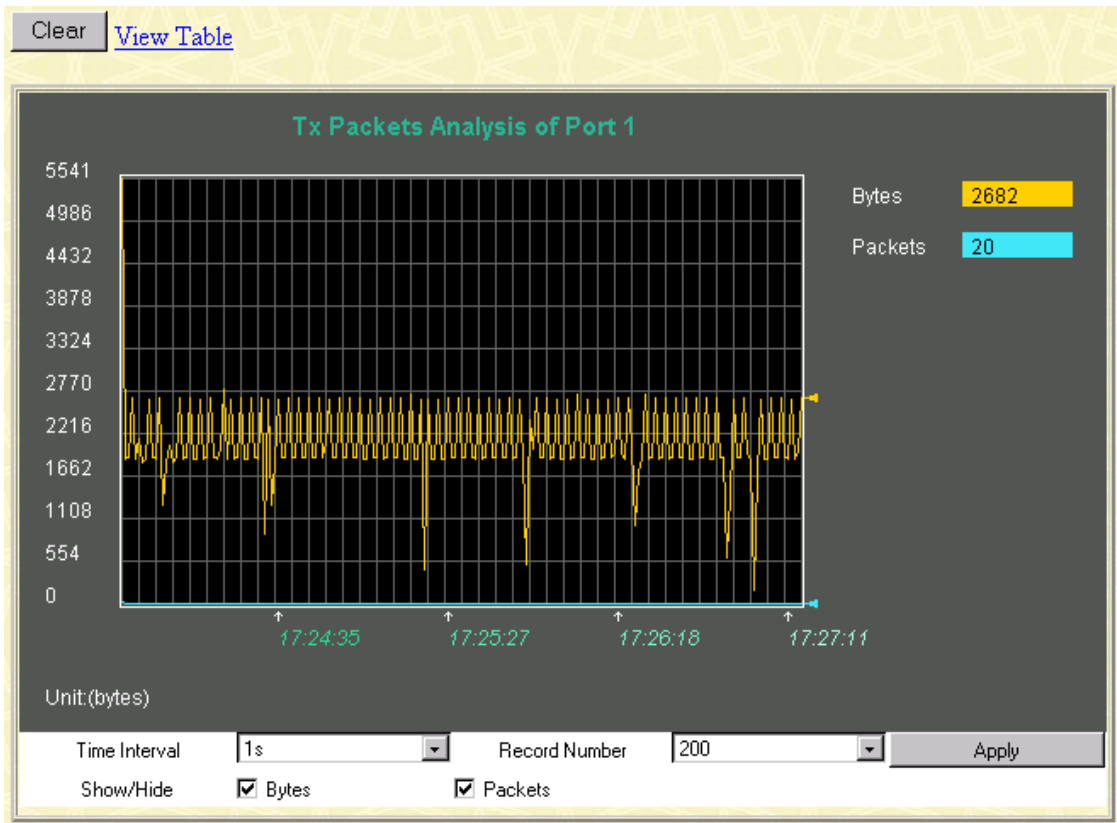 Clear View Table
Tx Packets Analysis of Port 1
5541
4986
4432
3878
3324
2770
2216
1662
1108
554
0
Bytes 2682
Packets 20
17:24:35 17:25:27 17:26:18 17:27:11
Unit:(bytes)
Time Interval 1s Record Number 200 Apply
Show/Hide Bytes Packets